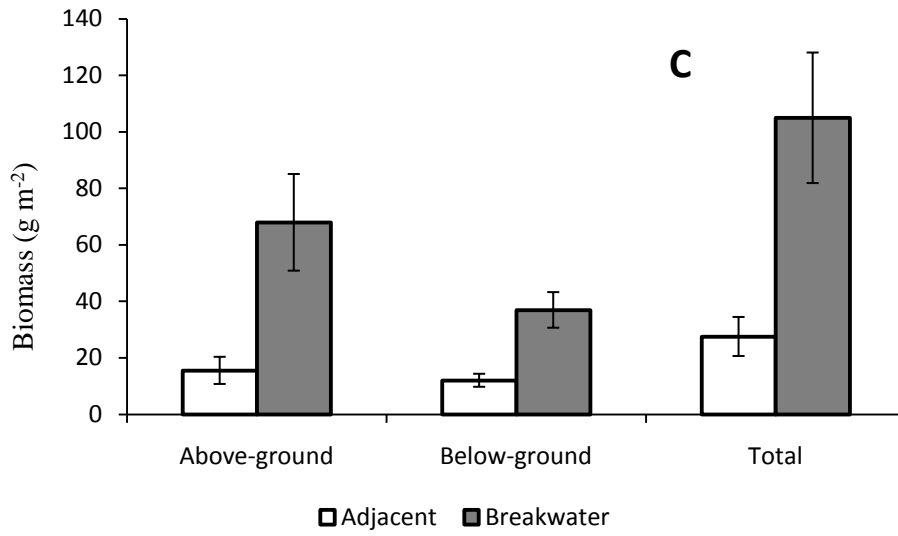 140
120
100
80
60
40
20
0
Biomass (g m⁻²)
C
Above-ground Below-ground Total
Adjacent Breakwater